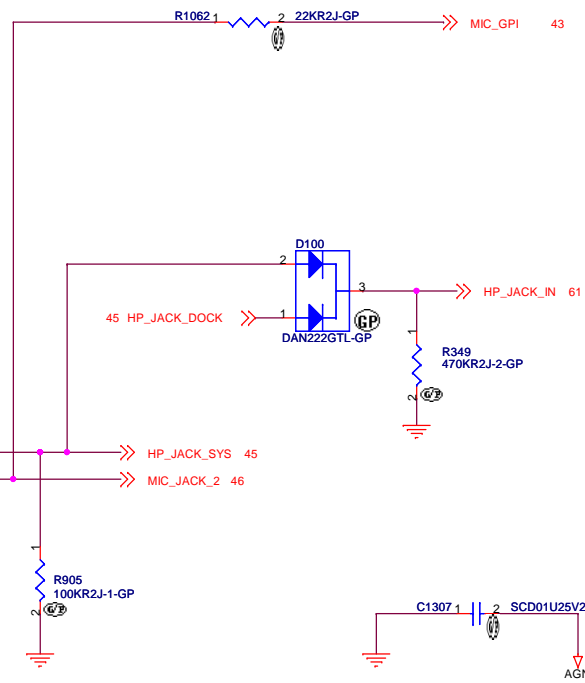 R1062 1 2 22KR2J-GP
G/P
MIC_GPI 43
D100
2
3
HP_JACK_IN 61
45 HP_JACK_DOCK
1
GP
DAN222GTL-GP
1
R349
470KR2J-2-GP
2 G/P
HP_JACK_SYS 45
MIC_JACK_2 46
1
R905
100KR2J-1-GP
2 G/P
C1307 1 2 SCD01U25V2
G/P